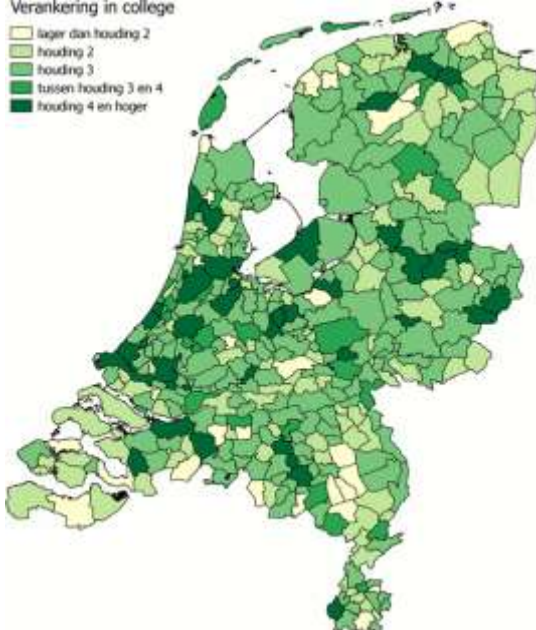 Verankering in college
lager dan houding 2
houding 2
houding 3
tussen houding 3 en 4
houding 4 en hoger